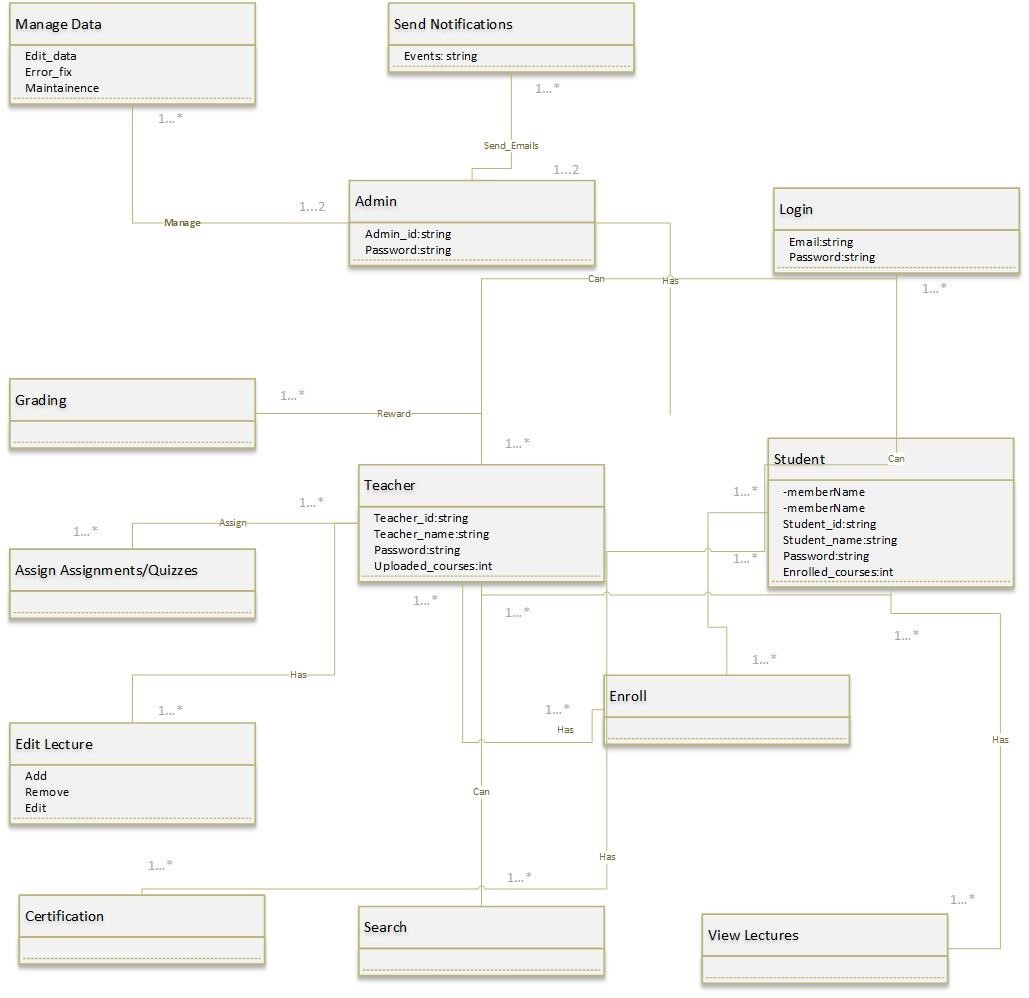 Manage Data
Edit_data
Error_fix
Maintainence
1...*
Send Notifications
Events: string
1...*
Send_Emails
1...2
Manage
1...2
Admin
Admin_id:string
Password:string
Login
Email:string
Password:string
1...*
Can
Has
Grading
1...*
Reward
1...*
Teacher
Teacher_id:string
Teacher_name:string
Password:string
Uploaded_courses:int
Student
Can
-memberName
-memberName
Student_id:string
Student_name:string
Password:string
Enrolled_courses:int
1...*
1...*
1...*
Assign
1...*
Assign Assignments/Quizzes
1...*
1...*
1...*
Has
1...*
Edit Lecture
Add
Remove
Edit
1...*
Enroll
1...*
Has
Has
Can
Has
1...*
Certification
1...*
Search
1...*
View Lectures